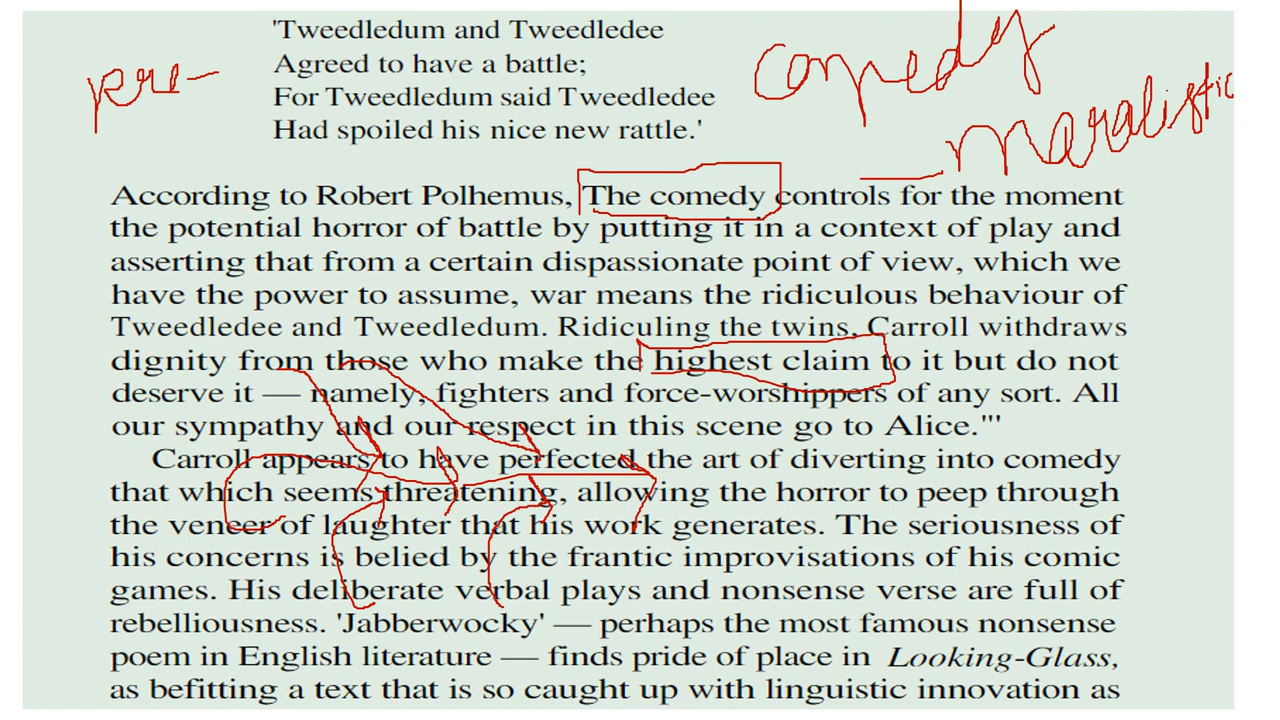 'Tweedledum and Tweedledee
Agreed to have a battle;
For Tweedledum said Tweedledee
Had spoiled his nice new rattle.'
pre-
comedy
maralistic
According to Robert Polhemus, The comedy controls for the moment
the potential horror of battle by putting it in a context of play and
asserting that from a certain dispassionate point of view, which we
have the power to assume, war means the ridiculous behaviour of
Tweedledee and Tweedledum. Ridiculing the twins, Carroll withdraws
dignity from those who make the highest claim to it but do not
deserve it — namely, fighters and force-worshippers of any sort. All
our sympathy and our respect in this scene go to Alice."'
Carroll appears to have perfected the art of diverting into comedy
that which seems threatening, allowing the horror to peep through
the veneer of laughter that his work generates. The seriousness of
his concerns is belied by the frantic improvisations of his comic
games. His deliberate verbal plays and nonsense verse are full of
rebelliousness. 'Jabberwocky' — perhaps the most famous nonsense
poem in English literature — finds pride of place in Looking-Glass,
as befitting a text that is so caught up with linguistic innovation as